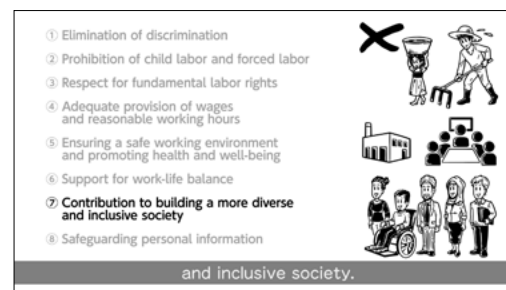 ① Elimination of discrimination
② Prohibition of child labor and forced labor
③ Respect for fundamental labor rights
④ Adequate provision of wages
and reasonable working hours
⑤ Ensuring a safe working environment
and promoting health and well-being
⑥ Support for work-life balance
⑦ Contribution to building a more diverse
and inclusive society
⑧ Safeguarding personal information
and inclusive society.